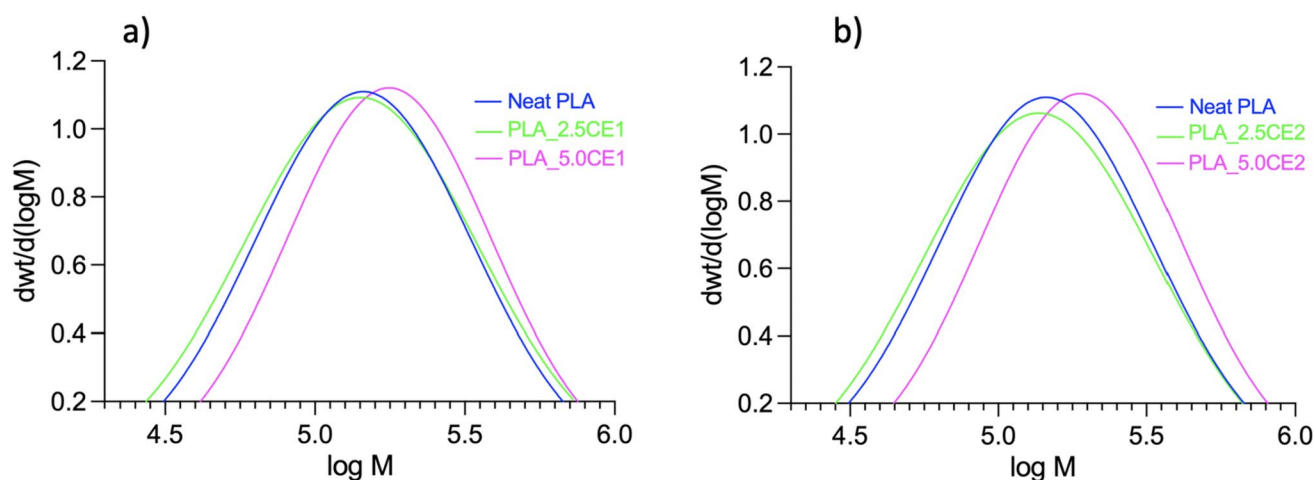 a)
dwt/d(logM)
1.2
1.0
0.8
0.6
0.4
0.2
4.5 5.0 5.5 6.0
log M
Neat PLA
PLA_2.5CE1
PLA_5.0CE1
b)
dwt/d(logM)
1.2
1.0
0.8
0.6
0.4
0.2
4.5 5.0 5.5 6.0
log M
Neat PLA
PLA_2.5CE2
PLA_5.0CE2